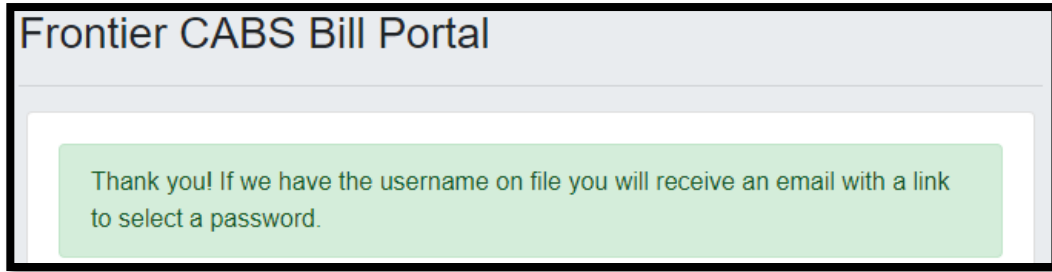 Frontier CABS Bill Portal
Thank you! If we have the username on file you will receive an email with a link
to select a password.